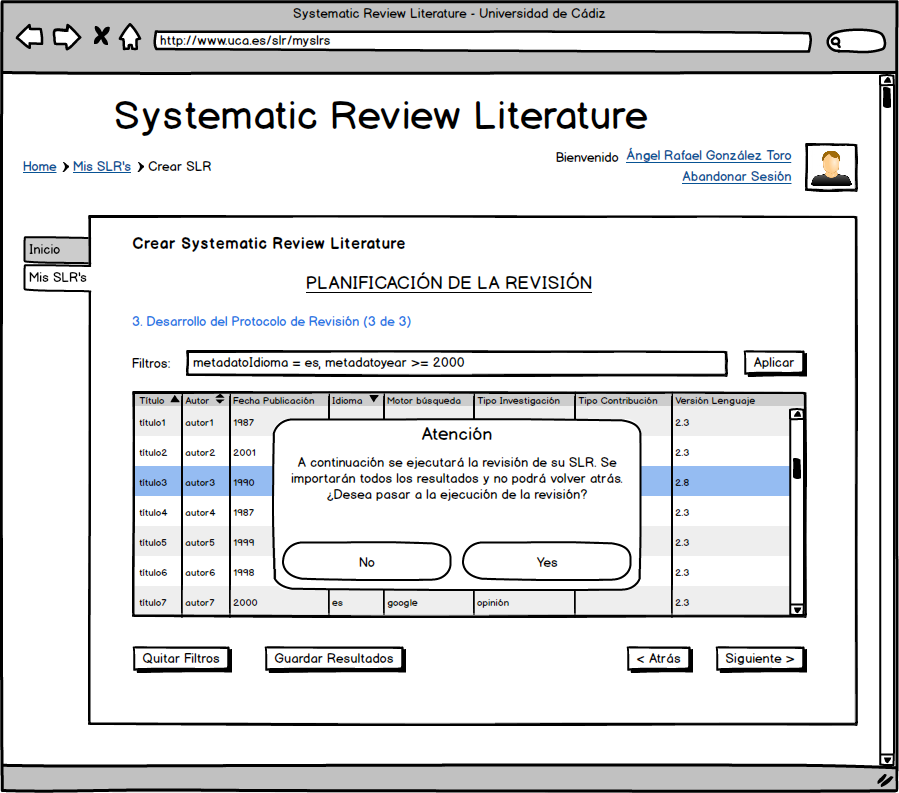 Systematic Review Literature - Universidad de Cádiz
http://www.uca.es/slr/myslrs
Systematic Review Literature
Home Mis SLR's Crear SLR
Bienvenido Ángel Rafael González Toro
Abandonar Sesión
Inicio
Mis SLR's
Crear Systematic Review Literature
PLANIFICACIÓN DE LA REVISIÓN
3. Desarrollo del Protocolo de Revisión (3 de 3)
Filtros: metadatoIdioma = es, metadatoyear >= 2000 Aplicar
Título Autor Fecha Publicación Idioma Motor búsqueda Tipo Investigación Tipo Contribución Versión Lenguaje
título1 autor1 1987 2.3
título2 autor2 2001 2.3
título3 autor3 1990 2.8
título4 autor4 1987 2.3
título5 autor5 1999 2.3
título6 autor6 1998 2.3
título7 autor7 2000 es google opinión 2.3
Atención
A continuación se ejecutará la revisión de su SLR. Se
importarán todos los resultados y no podrá volver atrás.
¿Desea pasar a la ejecución de la revisión?
No Yes
Quitar Filtros Guardar Resultados < Atrás Siguiente >